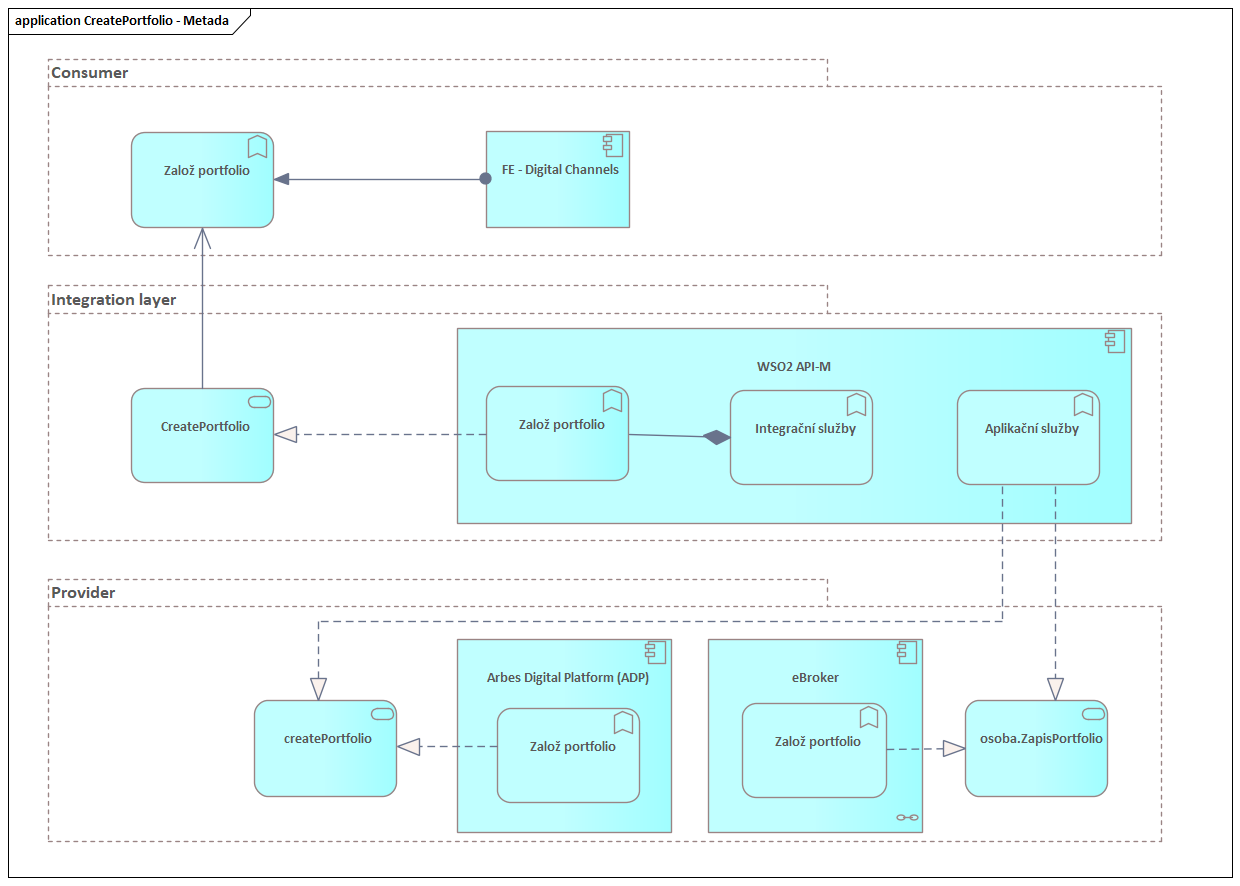 application CreatePortfolio - Metada
Consumer
Založ portfolio
FE - Digital Channels
Integration layer
WSO2 API-M
CreatePortfolio
Založ portfolio
Integrační služby
Aplikační služby
Provider
Arbes Digital Platform (ADP)
eBroker
createPortfolio
Založ portfolio
Založ portfolio
osoba.ZapisPortfolio